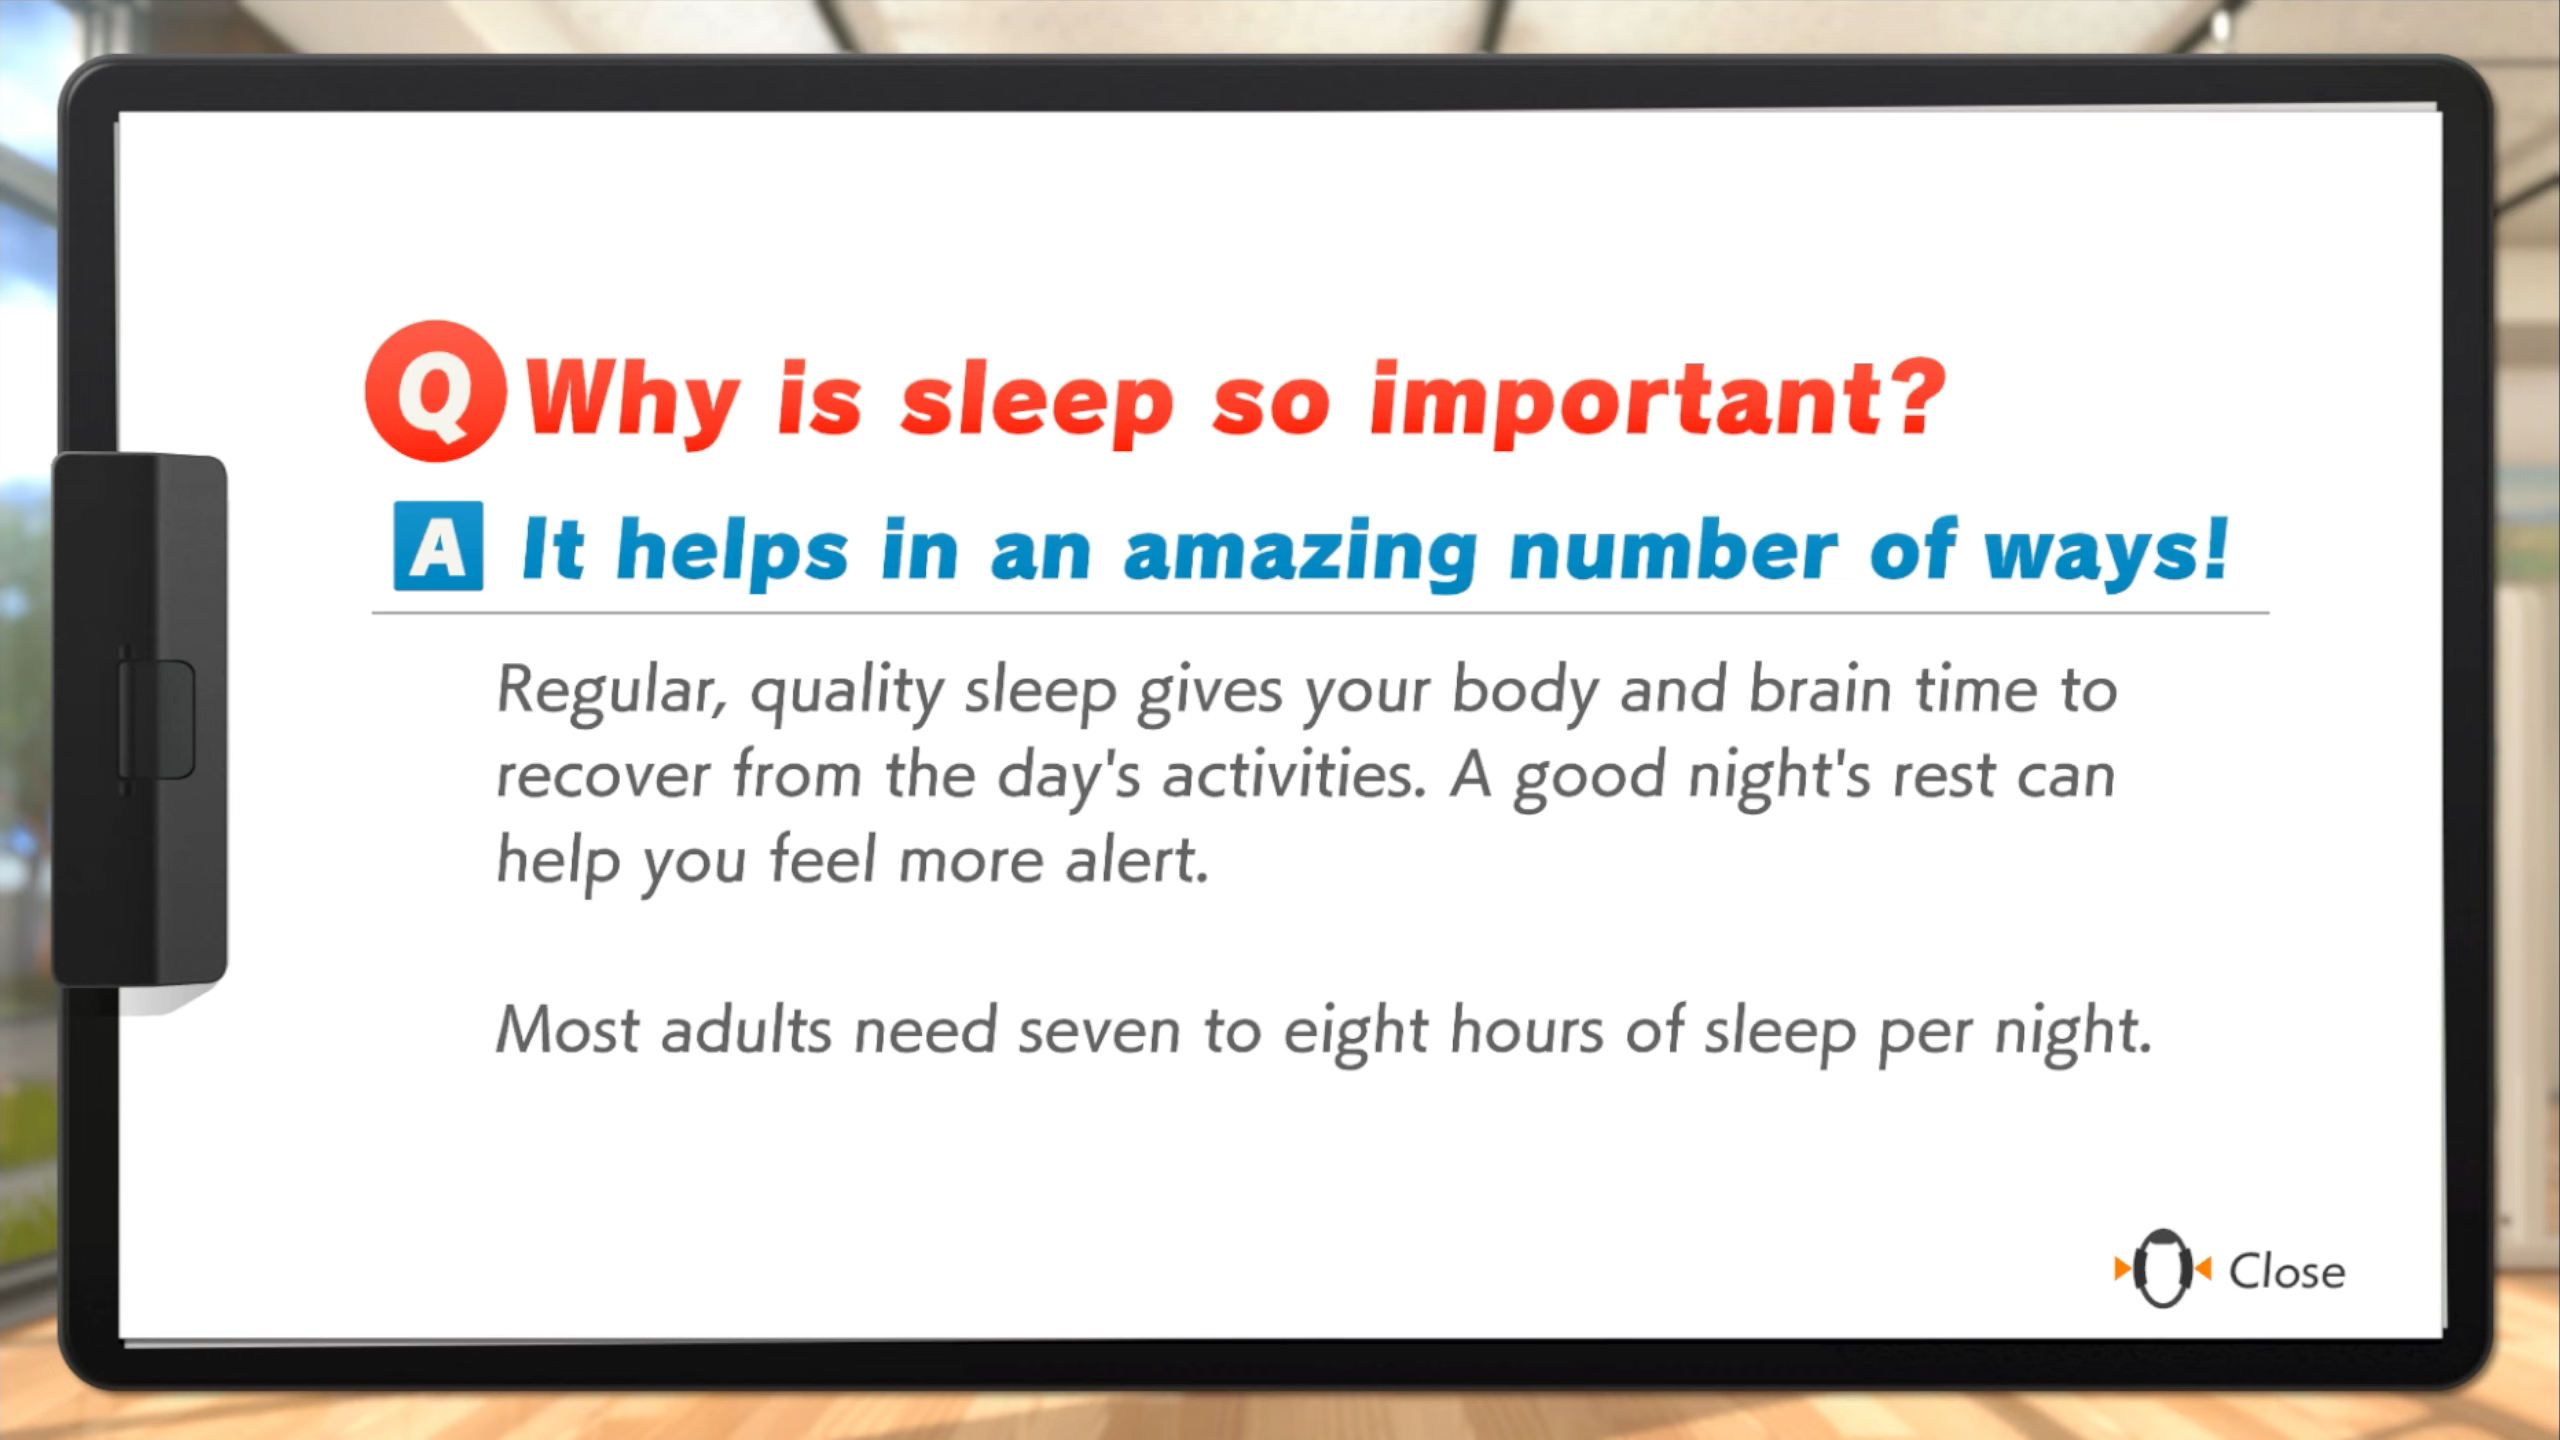 Q Why is sleep so important?
A It helps in an amazing number of ways!
Regular, quality sleep gives your body and brain time to
recover from the day's activities. A good night's rest can
help you feel more alert.
Most adults need seven to eight hours of sleep per night.
Close